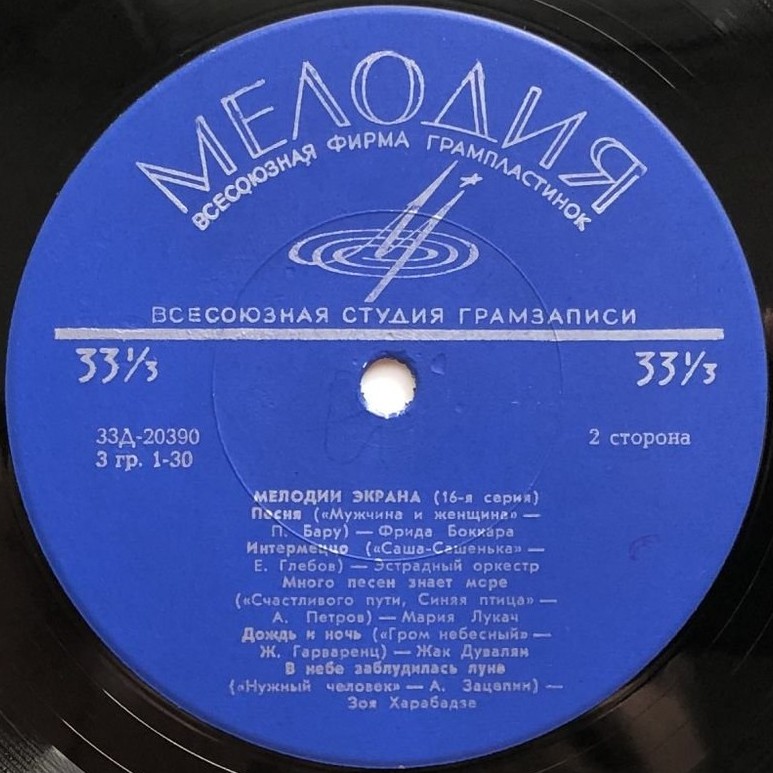 МЕЛОДИЯ
ВСЕСОЮЗНАЯ ФИРМА ГРАМПЛАСТИНОК
ВСЕСОЮЗНАЯ СТУДИЯ ГРАМЗАПИСИ
33⅓ 33⅓
33Д-20390 2 сторона
3 гр. 1-30
МЕЛОДИИ ЭКРАНА (16-я серия)
Песня («Мужчина и женщина» —
П. Бару) — Фрида Боккара
Интермеццо («Саша-Сашенька» —
Е. Глебов) — Эстрадный оркестр
Много песен знает море
(«Счастливого пути, Синяя птица» —
А. Петров) — Мария Лукач
Дождь и ночь («Гром небесный» —
Ж. Гарваренц) — Жак Дувалян
В небе заблудилась луна
(«Нужный человек» — А. Зацепин) —
Зоя Харабадзе